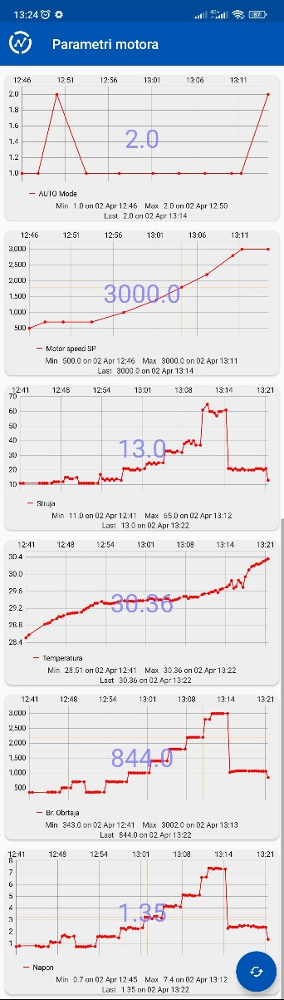 13:24 4G+ 87
Parametri motora
12:46 12:51 12:56 13:01 13:06 13:11
2.0
1.8
1.6
1.4
1.2
1.0
2.0
AUTO Mode
Min 1.0 on 02 Apr 12:46 Max 2.0 on 02 Apr 12:50
Last 2.0 on 02 Apr 13:14
12:46 12:51 12:56 13:01 13:06 13:11
3,000
2,500
2,000
1,500
1,000
500
3000.0
Motor speed SP
Min 500.0 on 02 Apr 12:46 Max 3000.0 on 02 Apr 13:11
Last 3000.0 on 02 Apr 13:14
12:41 12:48 12:54 13:01 13:08 13:14 13:21
70
60
50
40
30
20
10
13.0
Struja
Min 11.0 on 02 Apr 12:41 Max 65.0 on 02 Apr 13:12
Last 13.0 on 02 Apr 13:22
12:41 12:48 12:54 13:01 13:08 13:14 13:21
30.4
30.0
29.6
29.2
28.8
28.4
30.36
Temperatura
Min 28.51 on 02 Apr 12:41 Max 30.36 on 02 Apr 13:22
Last 30.36 on 02 Apr 13:22
12:41 12:48 12:54 13:01 13:08 13:14 13:21
3,000
2,500
2,000
1,500
1,000
500
844.0
Br. Obrtaja
Min 343.0 on 02 Apr 12:41 Max 3002.0 on 02 Apr 13:13
Last 844.0 on 02 Apr 13:22
12:41 12:48 12:54 13:01 13:08 13:14 13:21
8
7
6
5
4
3
2
1
1.35
Napon
Min 0.7 on 02 Apr 12:45 Max 7.4 on 02 Apr 13:12
Last 1.35 on 02 Apr 13:22